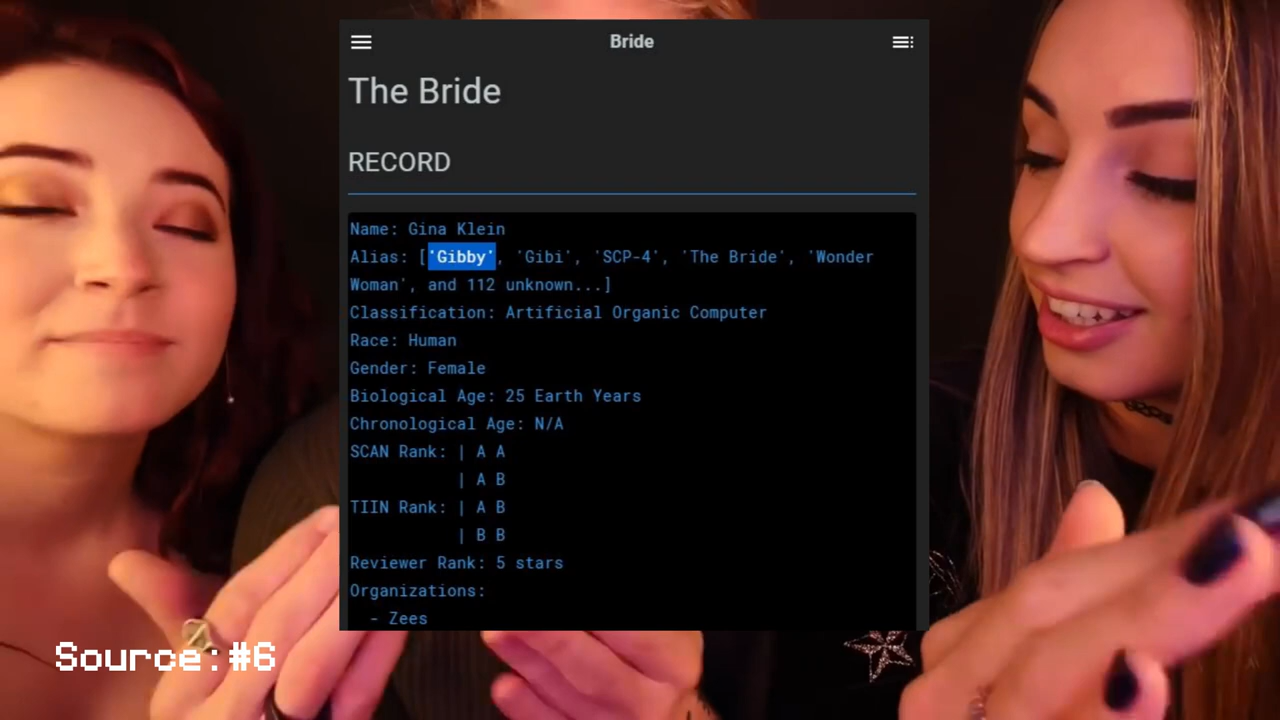 Bride
The Bride
RECORD
Name: Gina Klein
Alias: ['Gibby', 'Gibi', 'SCP-4', 'The Bride', 'Wonder
Woman', and 112 unknown...]
Classification: Artificial Organic Computer
Race: Human
Gender: Female
Biological Age: 25 Earth Years
Chronological Age: N/A
SCAN Rank: | A A
| A B
TIIN Rank: | A B
| B B
Reviewer Rank: 5 stars
Organizations:
- Zees
Source:#6